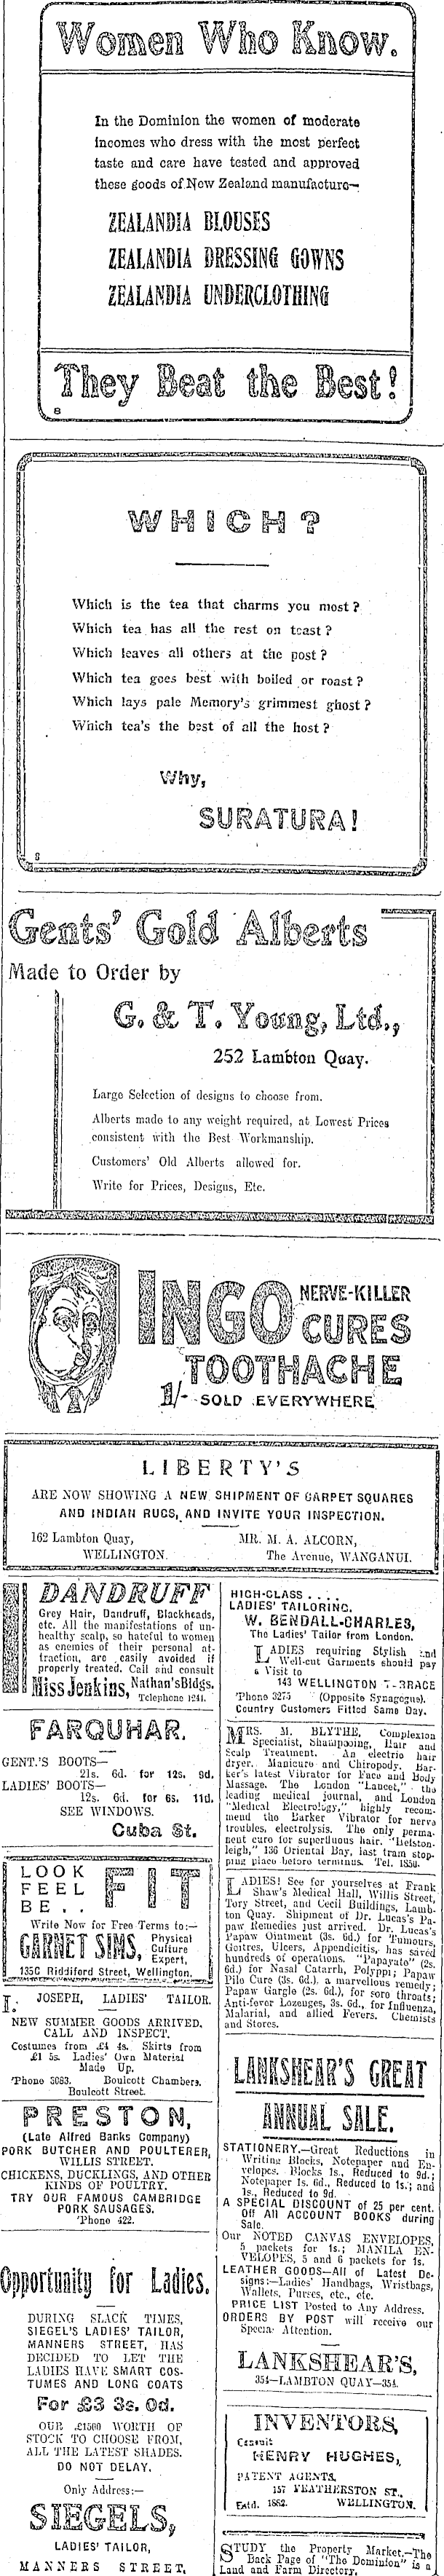 Women Who Know.
In the Dominion the women of moderate
incomes who dress with the most perfect
taste and care have tested and approved
these goods of New Zealand manufacture—
ZEALANDIA BLOUSES
ZEALANDIA DRESSING GOWNS
ZEALANDIA UNDERCLOTHING
They Beat the Best!
8
WHICH?
Which is the tea that charms you most?
Which tea has all the rest on toast?
Which leaves all others at the post?
Which tea goes best with boiled or roast?
Which lays pale Memory's grimmest ghost?
Which tea's the best of all the host?
Why,
SURATURA!
8
Gents' Gold Alberts
Made to Order by
G. & T. Young, Ltd.,
252 Lambton Quay.
Large Selection of designs to choose from.
Alberts made to any weight required, at Lowest Prices
consistent with the Best Workmanship.
Customers' Old Alberts allowed for.
Write for Prices, Designs, Etc.
INGO NERVE-KILLER
CURES
TOOTHACHE
1/- SOLD EVERYWHERE
LIBERTY'S
ARE NOW SHOWING A NEW SHIPMENT OF CARPET SQUARES
AND INDIAN RUGS, AND INVITE YOUR INSPECTION.
162 Lambton Quay,
WELLINGTON.
MR. M. A. ALCORN,
The Avenue, WANGANUI.
DANDRUFF
Grey Hair, Dandruff, Blackheads,
etc. All the manifestations of un-
healthy scalp, so hateful to women
as enemies of their personal at-
traction, are easily avoided if
properly treated. Call and consult
Miss Jenkins, Nathan's Bldgs.
Telephone 1241.
FARQUHAR.
GENT.'S BOOTS—
21s. 6d. for 12s. 9d.
LADIES' BOOTS—
12s. 6d. for 6s. 11d.
SEE WINDOWS.
Cuba St.
LOOK
FEEL
BE . .
FIT
Write Now for Free Terms to:—
GARNET SIMS, Physical
Culture
Expert,
135C Riddiford Street, Wellington.
I. JOSEPH, LADIES' TAILOR.
NEW SUMMER GOODS ARRIVED.
CALL AND INSPECT.
Costumes from £4 4s. Skirts from
£1 5s. Ladies' Own Material
Made Up.
'Phone 3083. Boulcott Chambers.
Boulcott Street.
PRESTON,
(Late Alfred Banks Company)
PORK BUTCHER AND POULTERER,
WILLIS STREET.
CHICKENS, DUCKLINGS, AND OTHER
KINDS OF POULTRY.
TRY OUR FAMOUS CAMBRIDGE
PORK SAUSAGES.
'Phone 422.
Opportunity for Ladies.
DURING SLACK TIMES,
SIEGEL'S LADIES' TAILOR,
MANNERS STREET, HAS
DECIDED TO LET THE
LADIES HAVE SMART COS-
TUMES AND LONG COATS
For £3 3s. 0d.
OUR £1500 WORTH OF
STOCK TO CHOOSE FROM,
ALL THE LATEST SHADES.
DO NOT DELAY.
Only Address:—
SIEGELS,
LADIES' TAILOR,
MANNERS STREET,
HIGH-CLASS . . . .
LADIES' TAILORING.
W. BENDALL-CHARLES,
The Ladies' Tailor from London.
LADIES requiring Stylish and
Well-cut Garments should pay
a Visit to
143 WELLINGTON TERRACE
'Phone 3275 (Opposite Synagogue).
Country Customers Fitted Same Day.
MRS. M. BLYTHE, Complexion
Specialist, Shampooing, Hair and
Scalp Treatment. An electric hair
dryer. Manicure and Chiropody. Bar-
ker's latest Vibrator for Face and Body
Massage. The London "Lancet," the
leading medical journal, and London
"Medical Electrology," highly recom-
ment the Barker Vibrator for nerve
troubles, electrolysis. The only perma-
nent cure for superfluous hair. "Helston-
leigh," 136 Oriental Bay, last tram stop-
ping place before terminus. Tel. 1850.
LADIES! See for yourselves at Frank
Shaw's Medical Hall, Willis Street,
Tory Street, and Cecil Buildings, Lamb-
ton Quay. Shipment of Dr. Lucas's Pa-
paw Remedies just arrived. Dr. Lucas's
Papaw Ointment (3s. 6d.) for Tumours,
Goitres, Ulcers, Appendicitis, has saved
hundreds of operations. "Papayato" (2s.
6d.) for Nasal Catarrh, Polyppi; Papaw
Pile Cure (3s. 6d.), a marvellous remedy;
Papaw Gargle (2s. 6d.), for soro throats;
Anti-fever Lozenges, 3s. 6d., for Influenza,
Malarial, and allied Fevers. Chemists
and Stores.
LANKSHEAR'S GREAT
ANNUAL SALE.
STATIONERY.—Great Reductions in
Writing Blocks, Notepaper and En-
velopes. Blocks 1s., Reduced to 9d.;
Notepaper 1s. 6d., Reduced to 1s.; and
1s., Reduced to 9d.
A SPECIAL DISCOUNT of 25 per cent.
Off All ACCOUNT BOOKS during
Sale.
Our NOTED CANVAS ENVELOPES,
5 packets for 1s.; MANILA EN-
VELOPES, 5 and 6 packets for 1s.
LEATHER GOODS—All of Latest De-
signs:—Ladies' Handbags, Wristbags,
Wallets, Purses, etc., etc.
PRICE LIST Posted to Any Address.
ORDERS BY POST will receive our
Special Attention.
LANKSHEAR'S,
354—LAMBTON QUAY—354.
INVENTORS,
Consult
HENRY HUGHES,
PATENT AGENTS.
157 FEATHERSTON ST.,
Estd. 1882. WELLINGTON.
STUDY the Property Market.—The
Back Page of "The Dominion" is a
Land and Farm Directory.